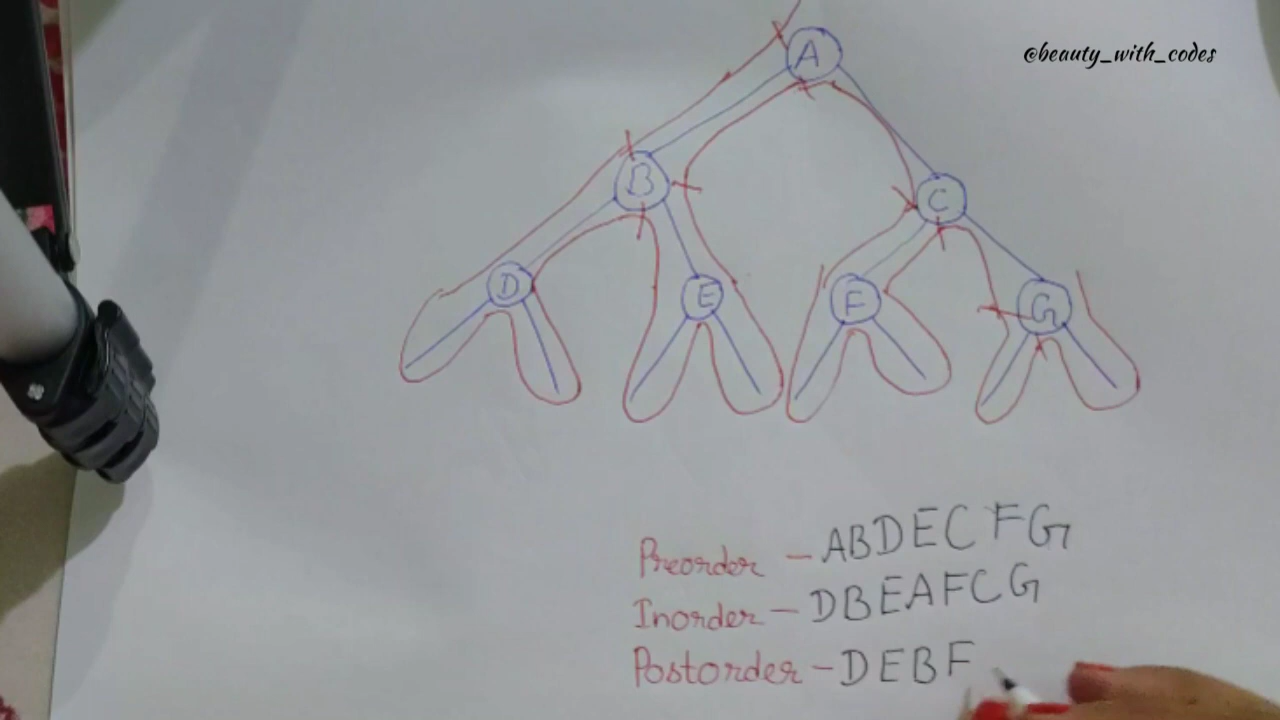 @beauty_with_codes
A
B
C
D
E
F
G
Preorder - ABDECFG
Inorder - DBEAFCG
Postorder - DEBF